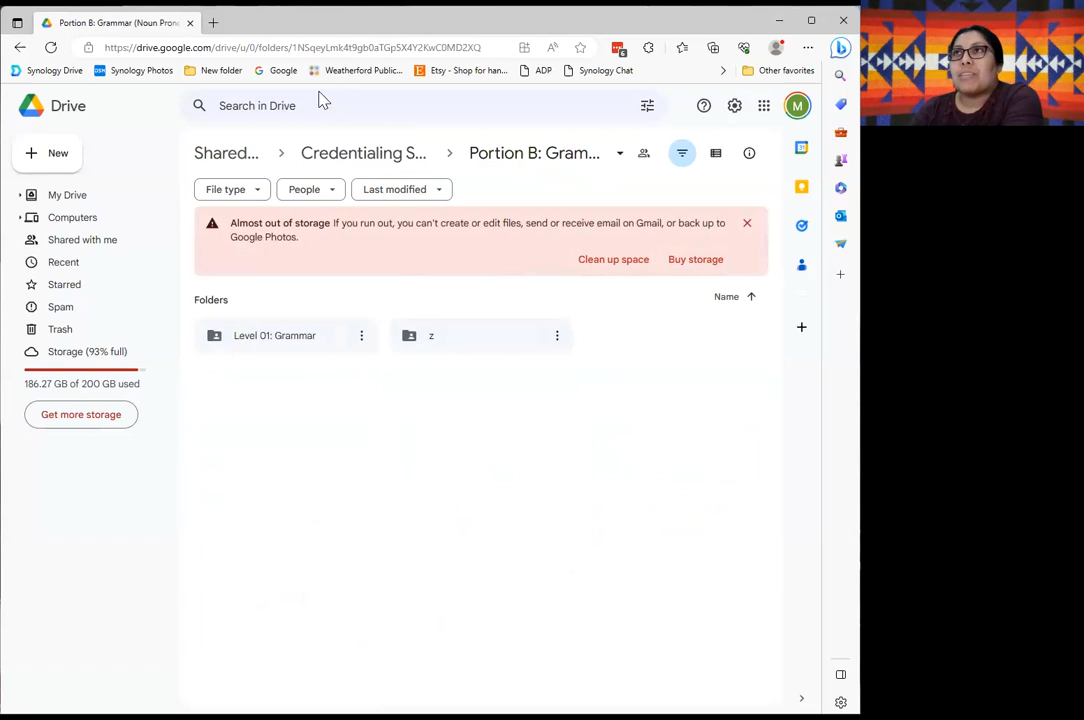 Portion B: Grammar (Noun Prono
https://drive.google.com/drive/u/0/folders/1NSqeyLmk4t9gb0aTGp5X4Y2KwC0MD2XQ
6
Synology Drive
DSM Synology Photos
New folder
Google
Weatherford Public...
Etsy - Shop for han...
ADP
Synology Chat
Other favorites
Drive
Search in Drive
M
New
Shared...
Credentialing S...
Portion B: Gram...
File type
People
Last modified
My Drive
Computers
Shared with me
Recent
Starred
Spam
Trash
Storage (93% full)
186.27 GB of 200 GB used
Get more storage
Almost out of storage If you run out, you can't create or edit files, send or receive email on Gmail, or back up to
Google Photos.
Clean up space
Buy storage
Folders
Name
Level 01: Grammar
z